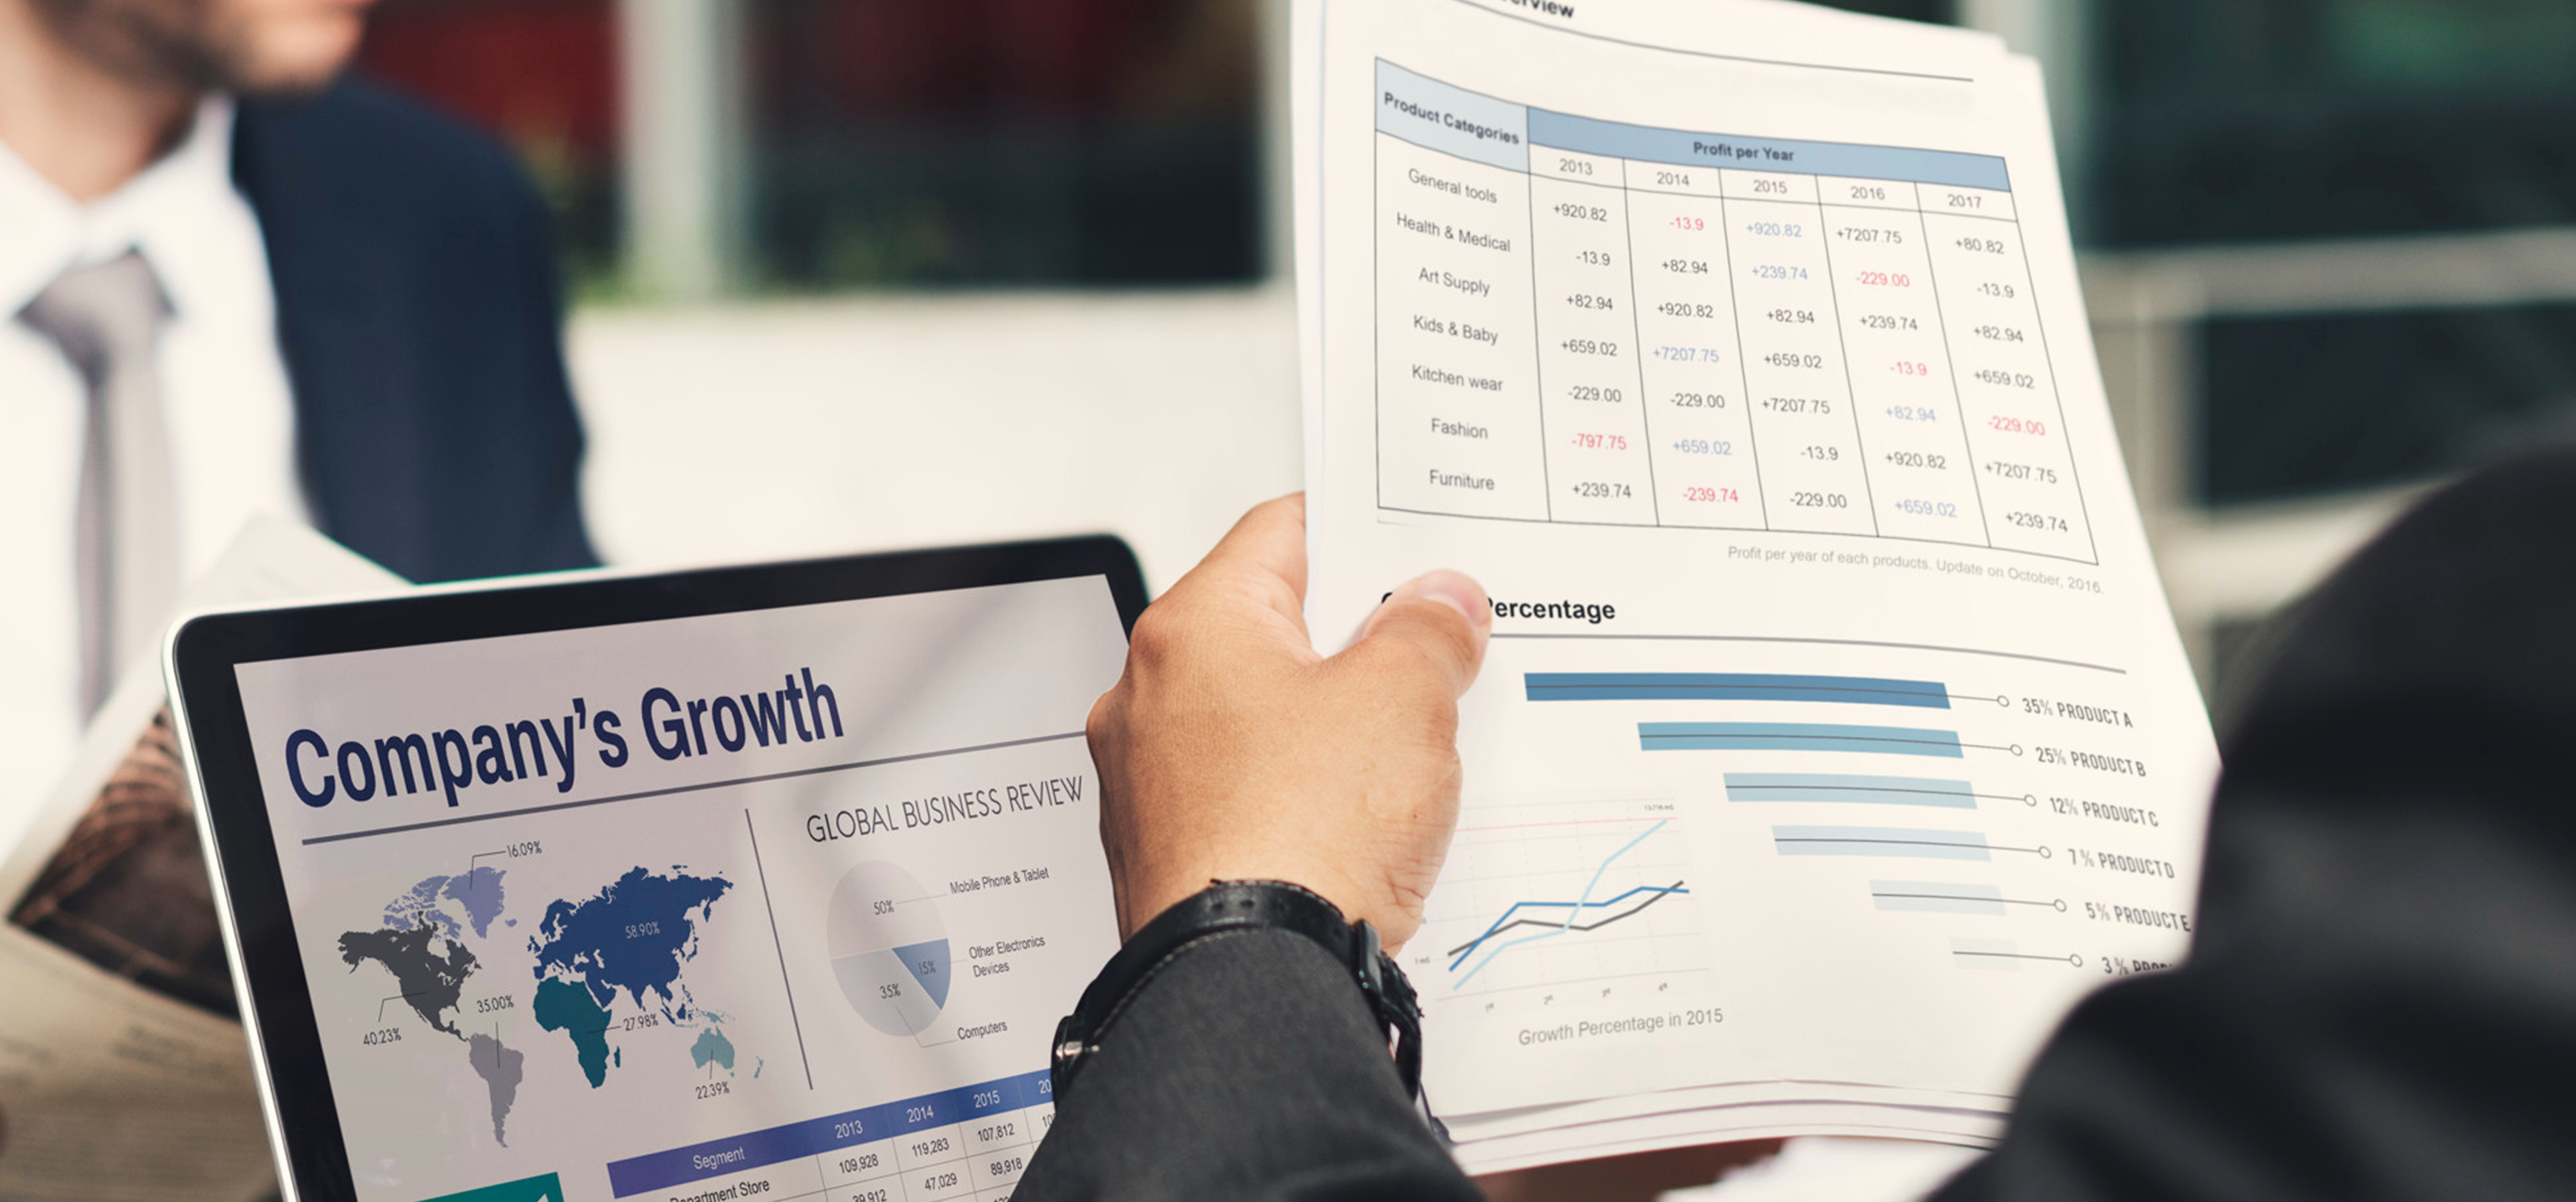 Company's Growth
GLOBAL BUSINESS REVIEW
16.09%
58.90%
40.23%
35.00%
27.98%
22.39%
50%
Mobile Phone & Tablet
15%
Other Electronics
Devices
35%
Computers
Segment 2013 2014 2015 20
Department Store 109,928 119,283 107,812
39,912 47,029 89,918
Product Categories
Profit per Year
2013 2014 2015 2016 2017
General tools +920.82 -13.9 +920.82 +7207.75 +80.82
Health & Medical -13.9 +82.94 +239.74 -229.00 -13.9
Art Supply +82.94 +920.82 +82.94 +239.74 +82.94
Kids & Baby +659.02 +7207.75 +659.02 -13.9 +659.02
Kitchen wear -229.00 -229.00 +7207.75 +82.94 -229.00
Fashion -797.75 +659.02 -13.9 +920.82 +7207.75
Furniture +239.74 -239.74 -229.00 +659.02 +239.74
Profit per year of each products. Update on October, 2016.
ercentage
35% PRODUCT A
25% PRODUCT B
12% PRODUCT C
7% PRODUCT D
5% PRODUCT E
3%
Growth Percentage in 2015